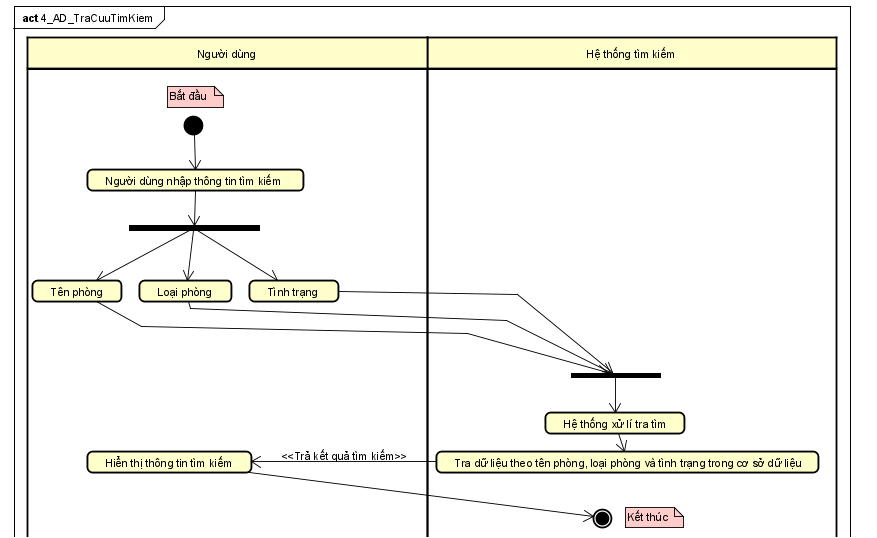 act 4_AD_TraCuuTimKiem
Người dùng
Hệ thống tìm kiếm
Bắt đầu
Người dùng nhập thông tin tìm kiếm
Tên phòng
Loại phòng
Tình trạng
Hệ thống xử lí tra tìm
Hiển thị thông tin tìm kiếm
<<Trả kết quả tìm kiếm>>
Tra dữ liệu theo tên phòng, loại phòng và tình trạng trong cơ sở dữ liệu
Kết thúc